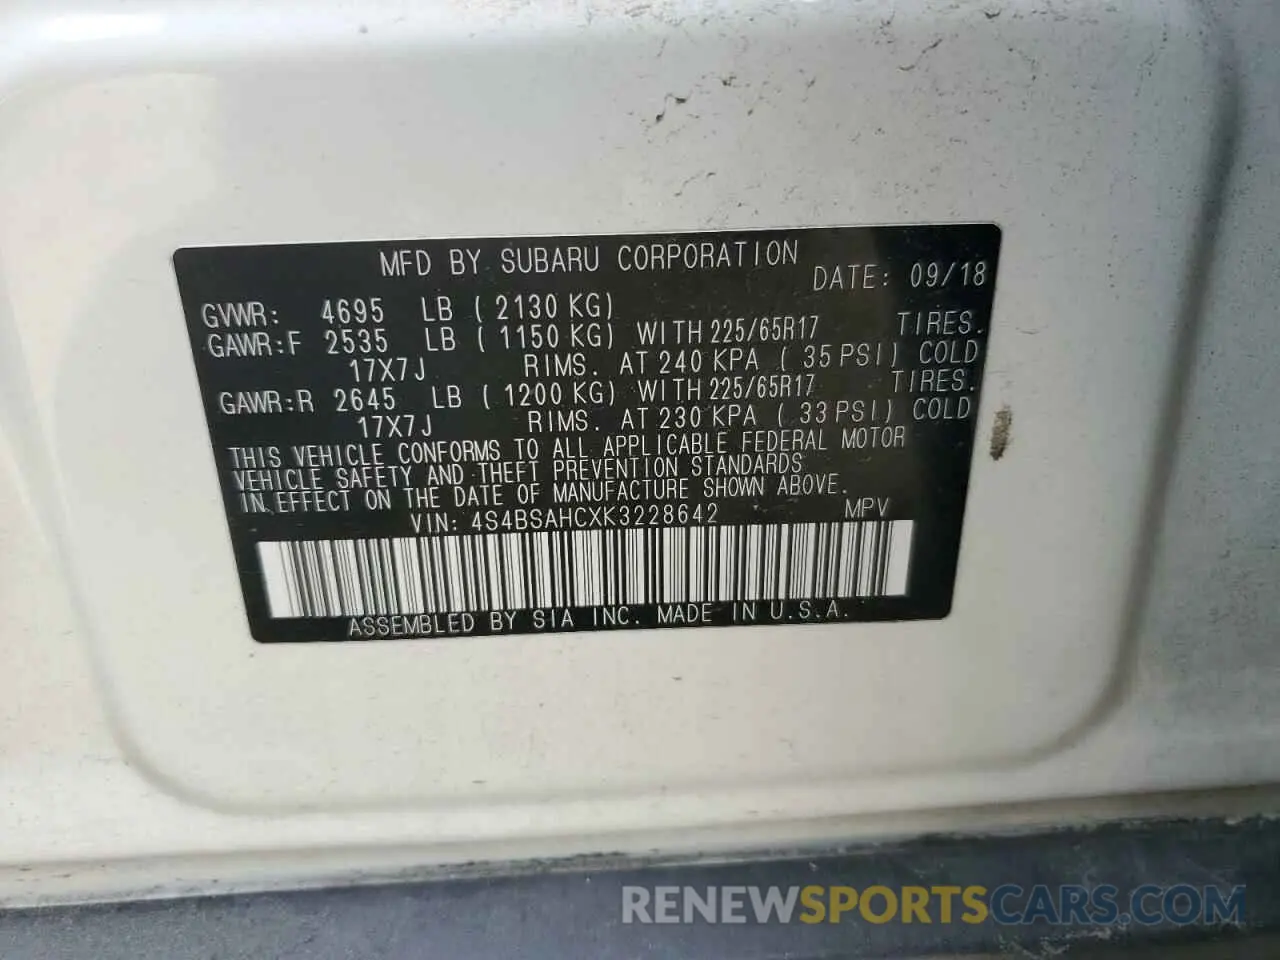 MFD BY SUBARU CORPORATION
DATE: 09/18
GVWR: 4695 LB ( 2130 KG)
GAWR:F 2535 LB ( 1150 KG) WITH 225/65R17 TIRES.
17X7J RIMS. AT 240 KPA ( 35 PSI) COLD
GAWR:R 2645 LB ( 1200 KG) WITH 225/65R17 TIRES.
17X7J RIMS. AT 230 KPA ( 33 PSI) COLD
THIS VEHICLE CONFORMS TO ALL APPLICABLE FEDERAL MOTOR
VEHICLE SAFETY AND THEFT PREVENTION STANDARDS
IN EFFECT ON THE DATE OF MANUFACTURE SHOWN ABOVE.
VIN: 4S4BSAHCXK3228642 MPV
ASSEMBLED BY SIA INC. MADE IN U.S.A.
RENEWSPORTSCARS.COM